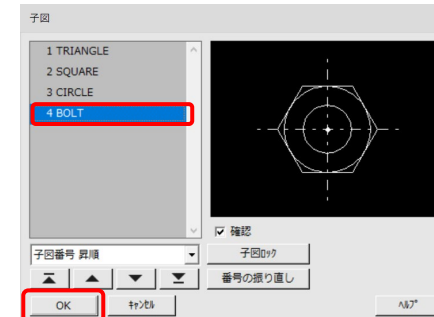 子図
1 TRIANGLE
2 SQUARE
3 CIRCLE
4 BOLT
確認
子図番号 昇順
子図ﾛｯｸ
番号の振り直し
OK
ｷｬﾝｾﾙ
ﾍﾙﾌﾟ